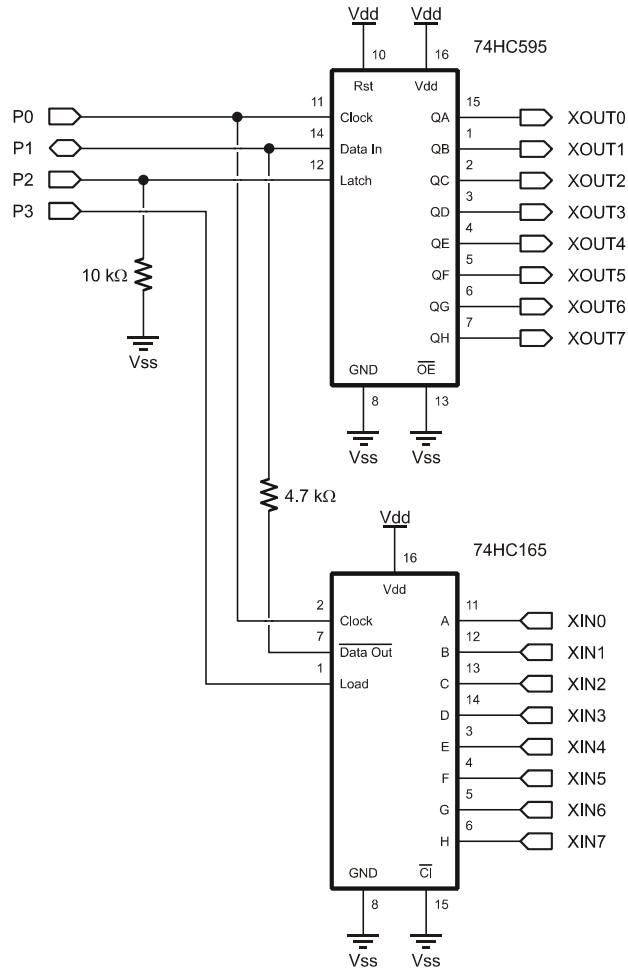 Vdd Vdd
74HC595
10 16
Rst Vdd
P0 11 Clock QA 15 XOUT0
P1 14 Data In QB 1 XOUT1
P2 12 Latch QC 2 XOUT2
P3 QD 3 XOUT3
QE 4 XOUT4
10 kΩ QF 5 XOUT5
QG 6 XOUT6
QH 7 XOUT7
Vss
GND OE
8 13
Vss Vss
4.7 kΩ
Vdd
74HC165
16
Vdd
2 Clock A 11 XIN0
7 Data Out B 12 XIN1
1 Load C 13 XIN2
D 14 XIN3
E 3 XIN4
F 4 XIN5
G 5 XIN6
H 6 XIN7
GND CI
8 15
Vss Vss